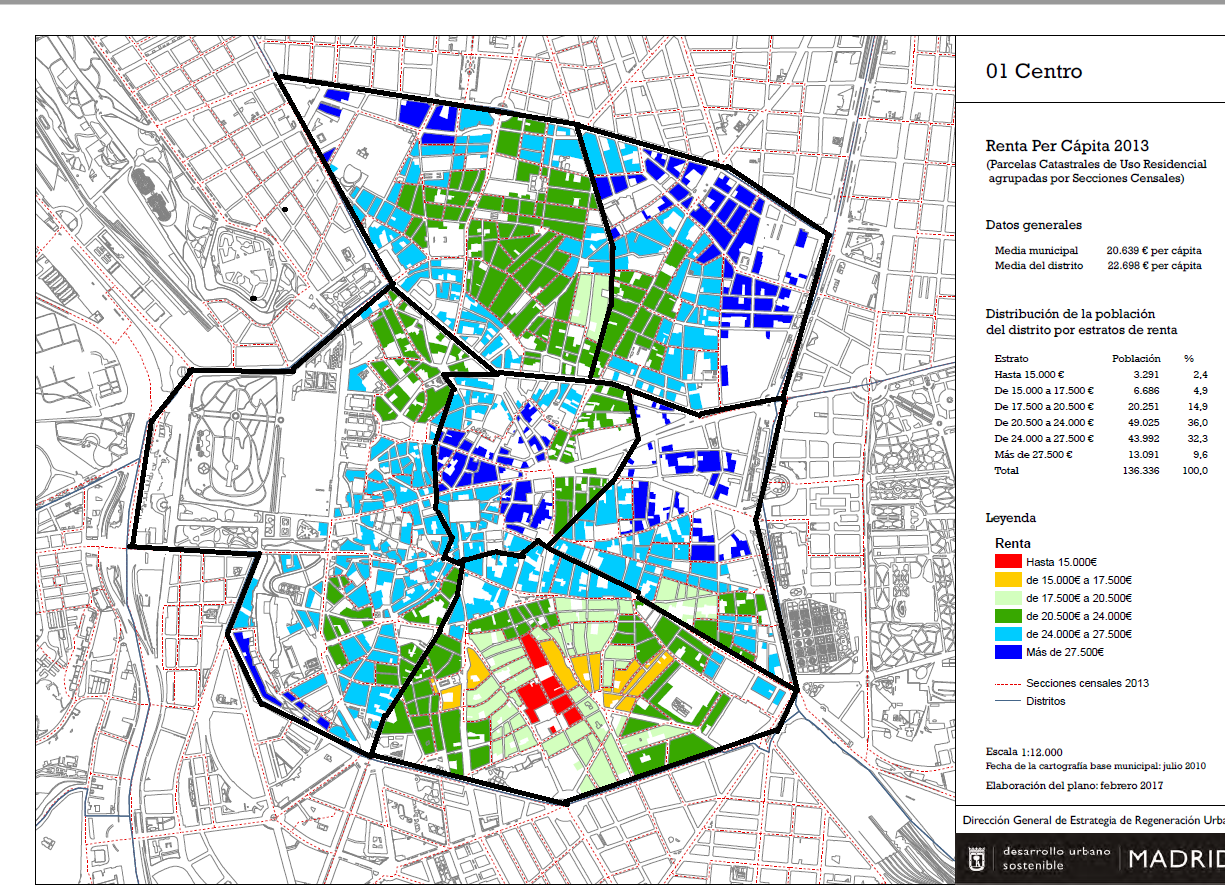 01 Centro
Renta Per Cápita 2013
(Parcelas Catastrales de Uso Residencial
agrupadas por Secciones Censales)
Datos generales
Media municipal 20.639 € per cápita
Media del distrito 22.698 € per cápita
Distribución de la población
del distrito por estratos de renta
Estrato Población %
Hasta 15.000 € 3.291 2,4
De 15.000 a 17.500 € 6.686 4,9
De 17.500 a 20.500 € 20.251 14,9
De 20.500 a 24.000 € 49.025 36,0
De 24.000 a 27.500 € 43.992 32,3
Más de 27.500 € 13.091 9,6
Total 136.336 100,0
Leyenda
Renta
Hasta 15.000€
de 15.000€ a 17.500€
de 17.500€ a 20.500€
de 20.500€ a 24.000€
de 24.000€ a 27.500€
Más de 27.500€
Secciones censales 2013
Distritos
Escala 1:12.000
Fecha de la cartografía base municipal: julio 2010
Elaboración del plano: febrero 2017
Dirección General de Estrategia de Regeneración Urba
desarrollo urbano
sostenible
MADRID